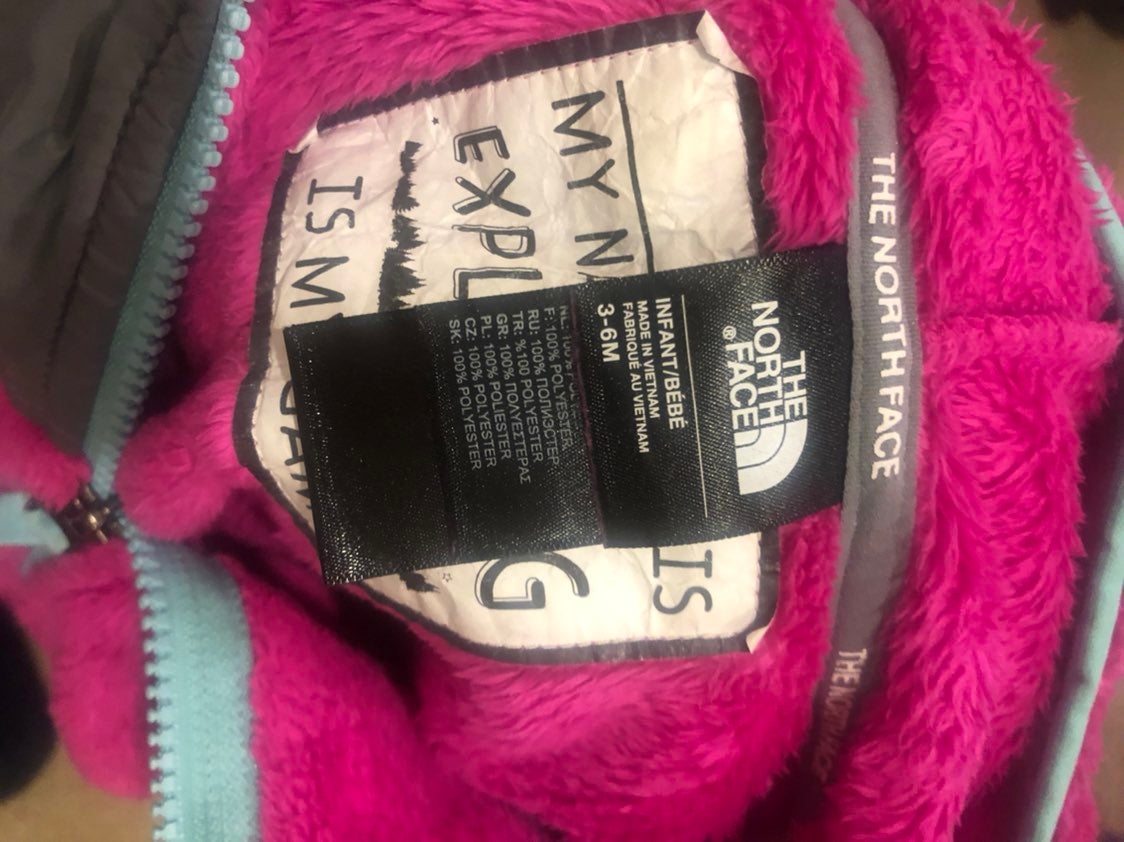 THE
NORTH
FACE
®
INFANT/BÉBÉ
MADE IN VIETNAM
FABRIQUÉ AU VIETNAM
3-6M
F: 100% POLYESTER
RU: 100% ПОЛИЭСТЕР
TR: %100 POLYESTER
GR: 100% ΠΟΛΥΕΣΤΕΡΑΣ
PL: 100% POLIESTER
CZ: 100% POLYESTER
SK: 100% POLYESTER
THE NORTH FACE
THE NORTH FACE
MY IS
IS